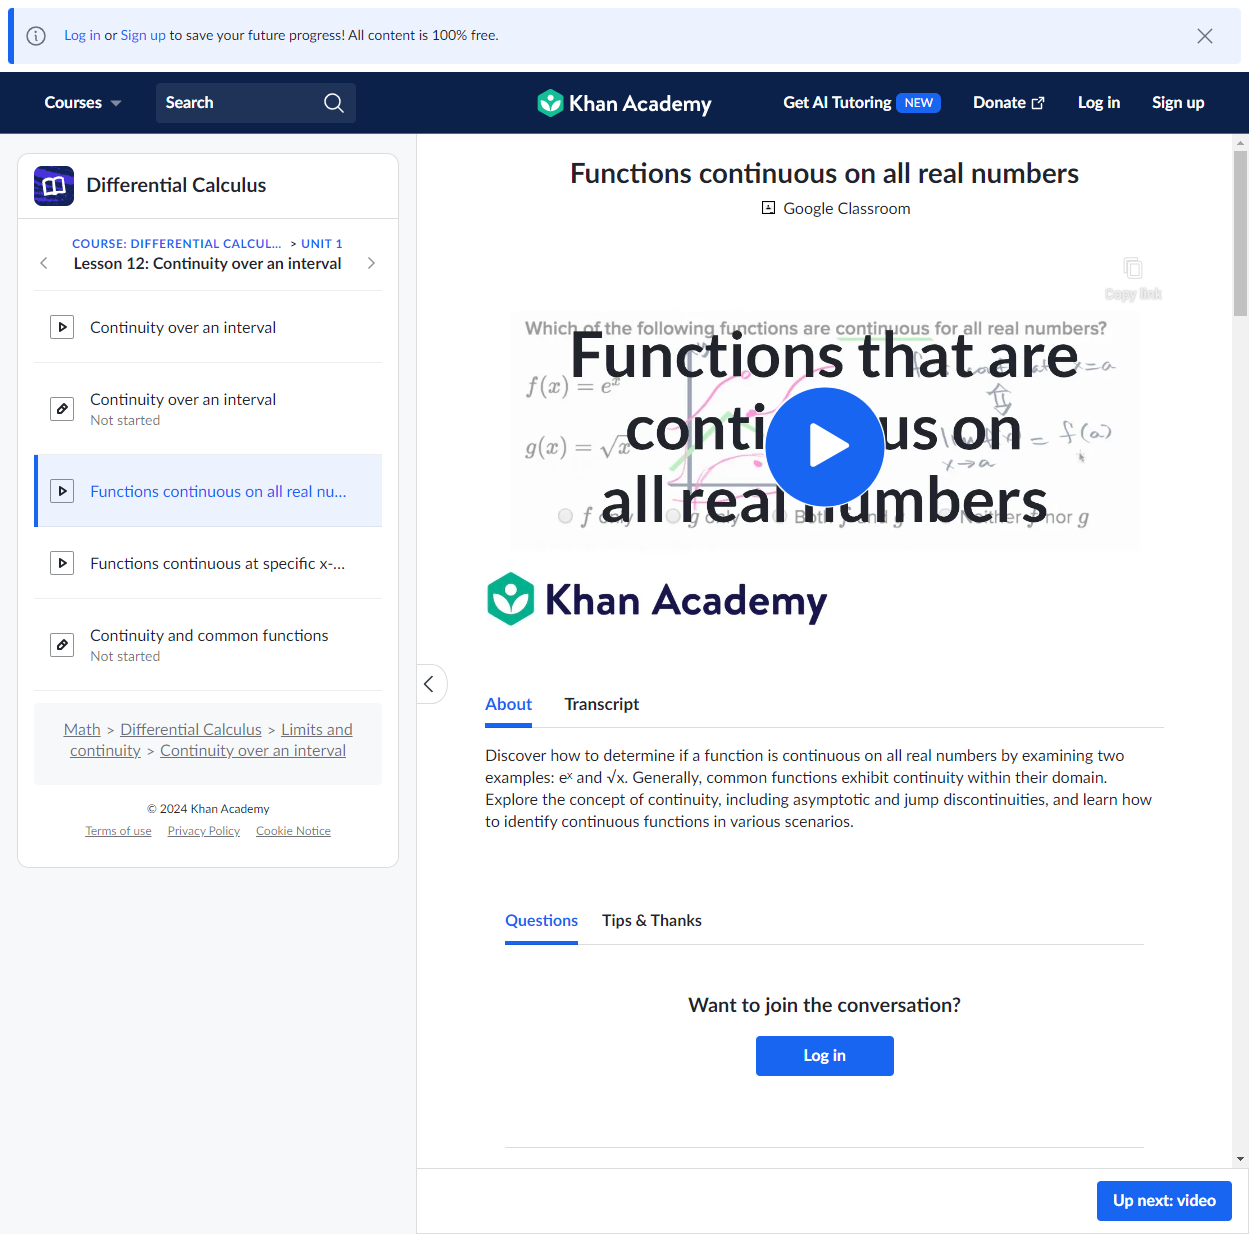 Log in or Sign up to save your future progress! All content is 100% free.
Courses
Search
Khan Academy
Get AI Tutoring NEW
Donate
Log in
Sign up
Differential Calculus
COURSE: DIFFERENTIAL CALCUL... > UNIT 1
Lesson 12: Continuity over an interval
Continuity over an interval
Continuity over an interval
Not started
Functions continuous on all real nu...
Functions continuous at specific x-...
Continuity and common functions
Not started
Math > Differential Calculus > Limits and
continuity > Continuity over an interval
© 2024 Khan Academy
Terms of use Privacy Policy Cookie Notice
Functions continuous on all real numbers
Google Classroom
Copy link
Which of the following functions are continuous for all real numbers?
Functions that are
f(x) = eˣ
g(x) = √x
all real numbers
Khan Academy
About Transcript
Discover how to determine if a function is continuous on all real numbers by examining two
examples: eˣ and √x. Generally, common functions exhibit continuity within their domain.
Explore the concept of continuity, including asymptotic and jump discontinuities, and learn how
to identify continuous functions in various scenarios.
Questions Tips & Thanks
Want to join the conversation?
Log in
Up next: video